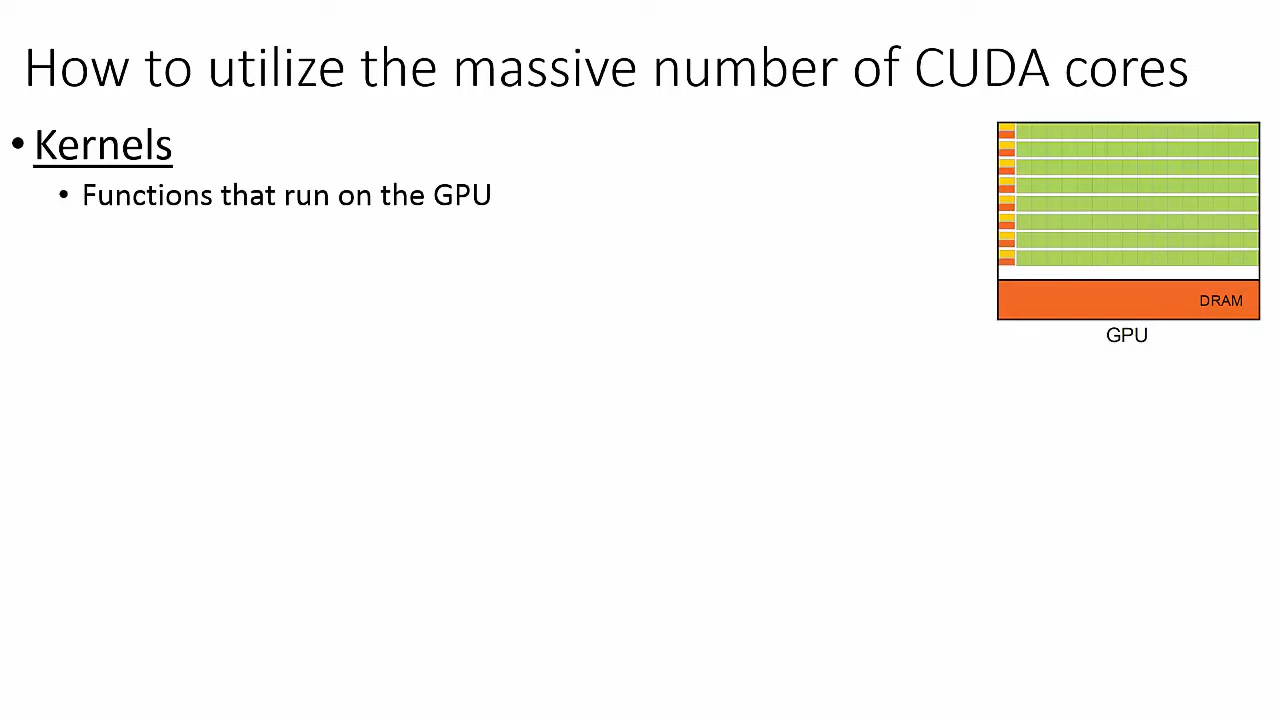 How to utilize the massive number of CUDA cores
• Kernels
• Functions that run on the GPU
DRAM
GPU